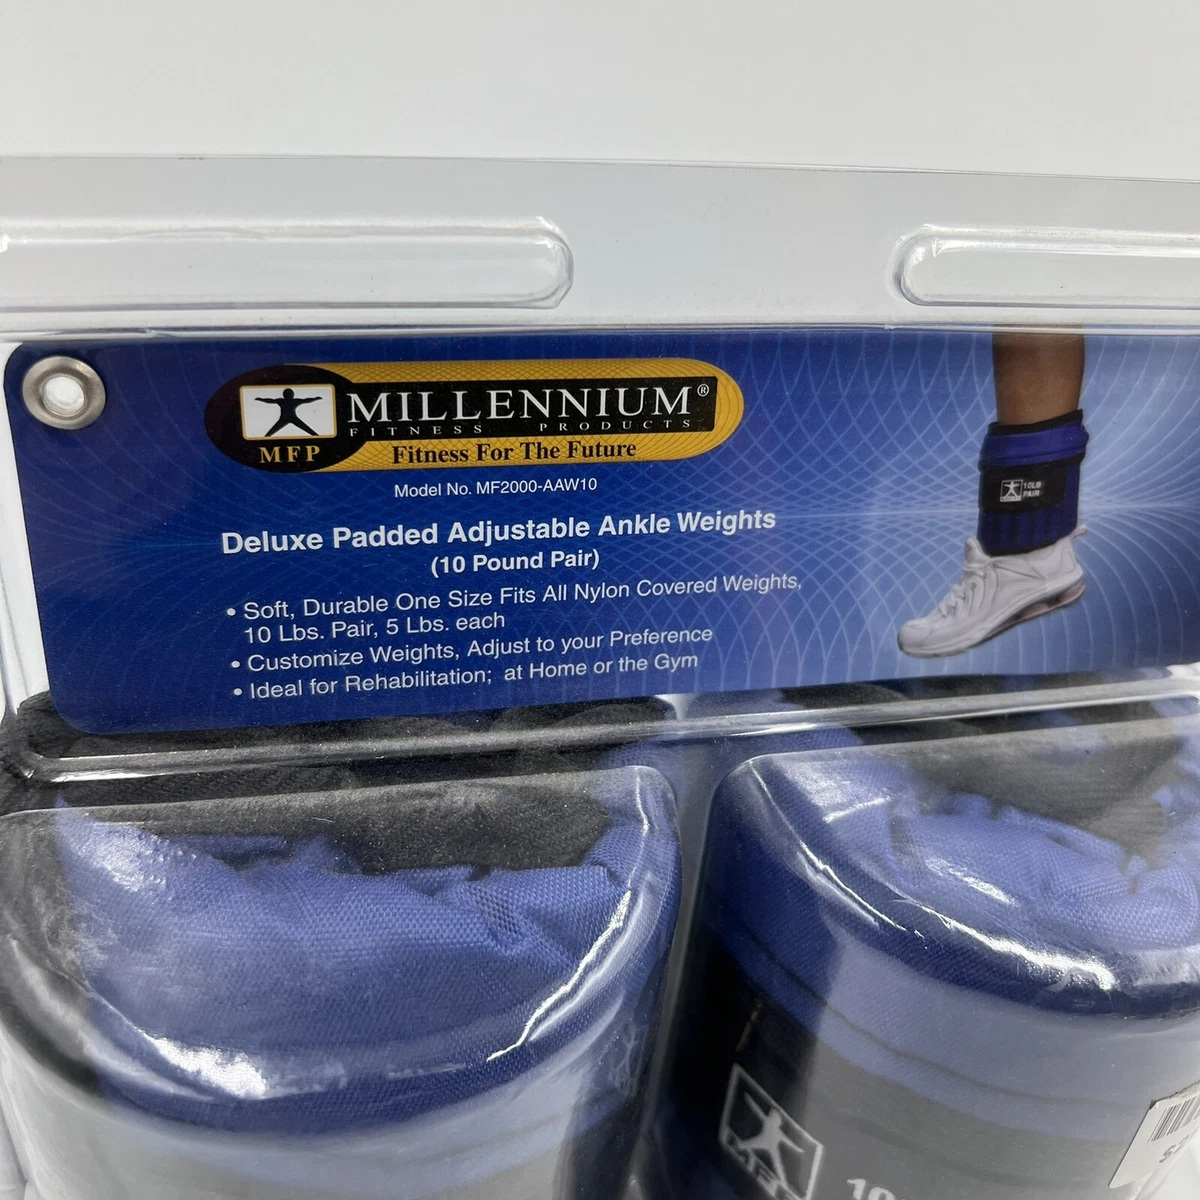 MILLENNIUM®
FITNESS PRODUCTS
MFP
Fitness For The Future
Model No. MF2000-AAW10
Deluxe Padded Adjustable Ankle Weights
(10 Pound Pair)
• Soft, Durable One Size Fits All Nylon Covered Weights,
10 Lbs. Pair, 5 Lbs. each
• Customize Weights, Adjust to your Preference
• Ideal for Rehabilitation; at Home or the Gym
10LB
PAIR
MFP
10